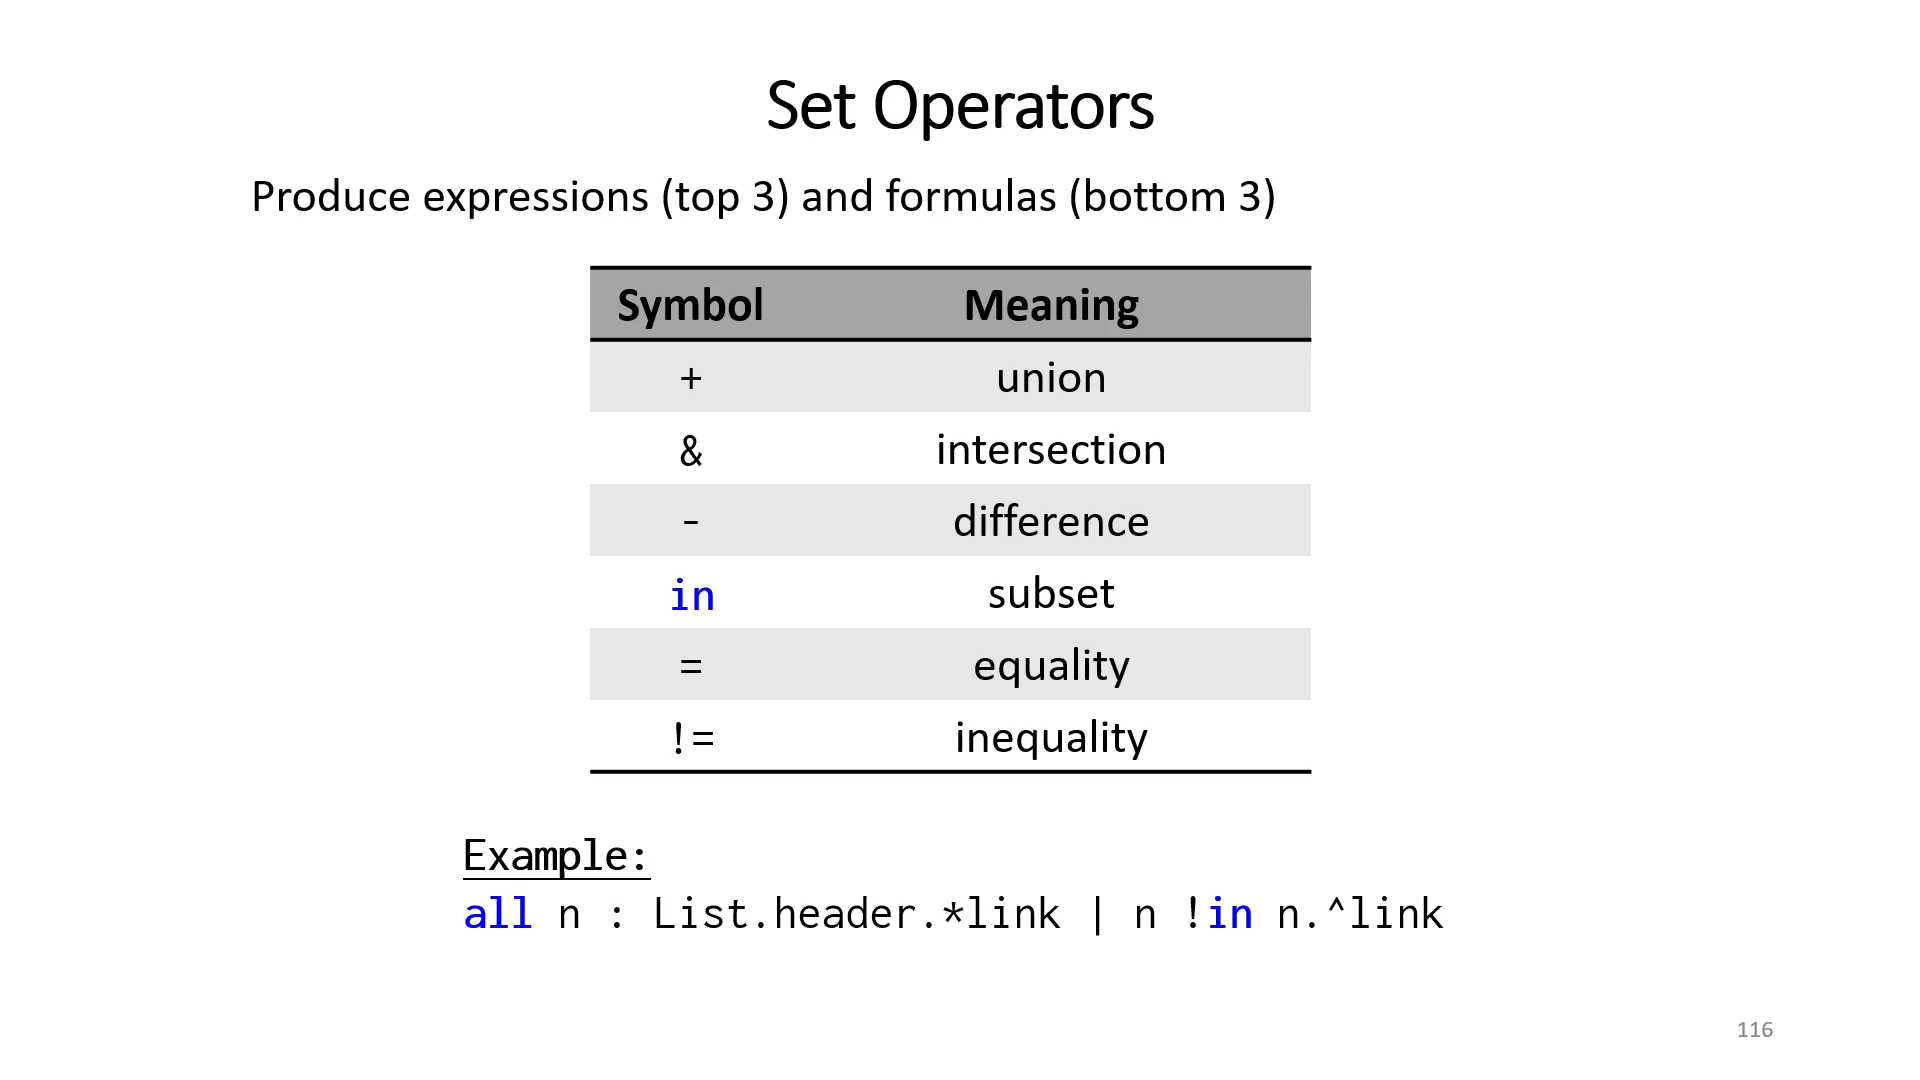 Set Operators
Produce expressions (top 3) and formulas (bottom 3)
Symbol Meaning
+ union
& intersection
- difference
in subset
= equality
!= inequality
Example:
all n : List.header.*link | n !in n.^link
116